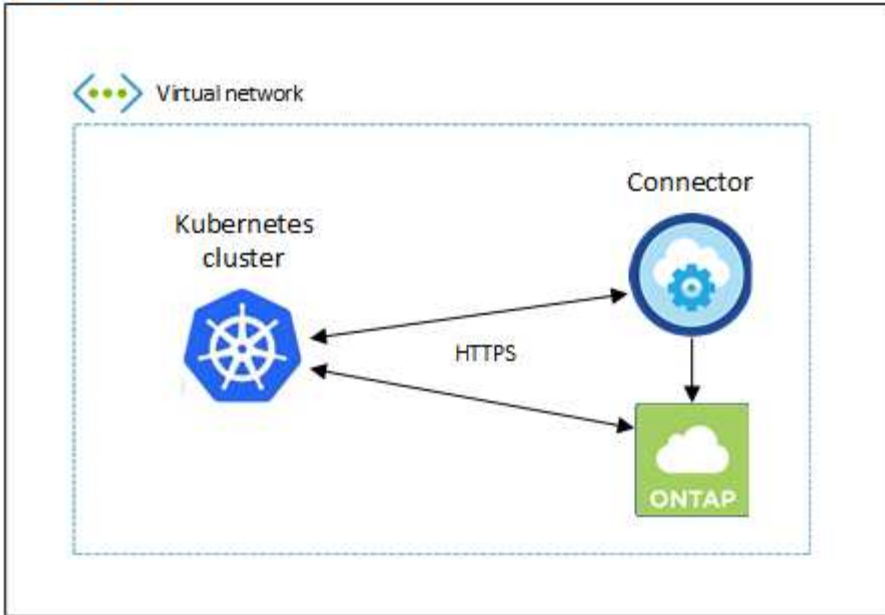 Virtual network
Connector
Kubernetes
cluster
HTTPS
ONTAP